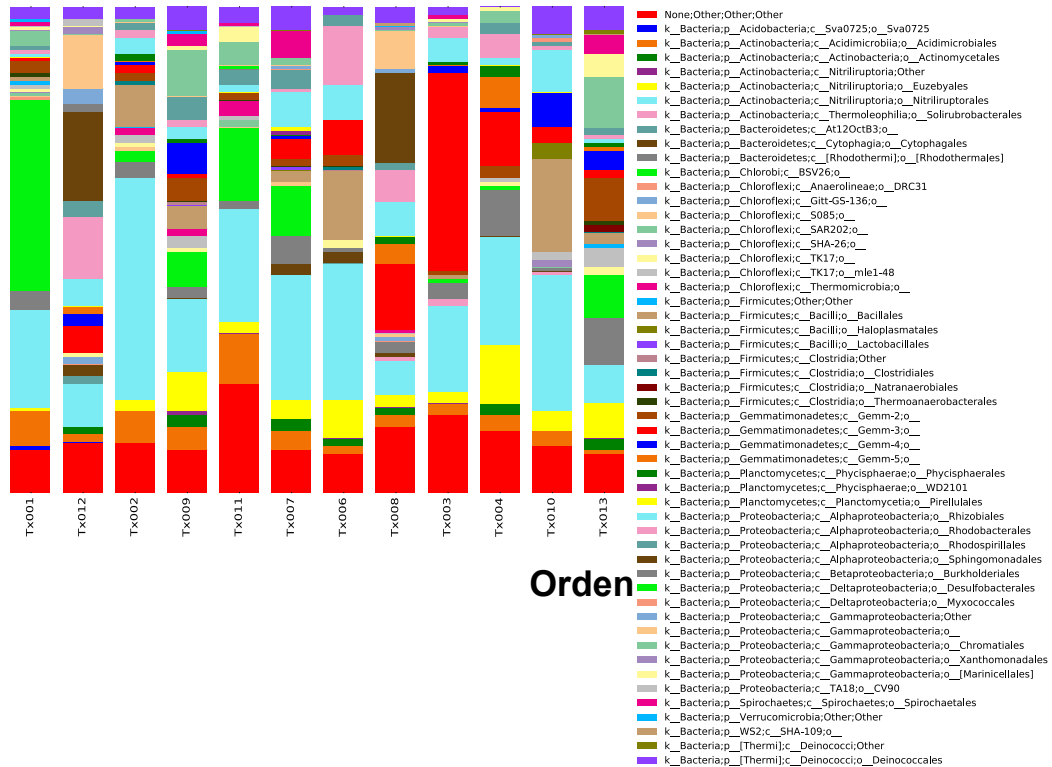 None;Other;Other;Other
k__Bacteria;p__Acidobacteria;c__Sva0725;o__Sva0725
k__Bacteria;p__Actinobacteria;c__Acidimicrobiia;o__Acidimicrobiales
k__Bacteria;p__Actinobacteria;c__Actinobacteria;o__Actinomycetales
k__Bacteria;p__Actinobacteria;c__Nitriliruptoria;Other
k__Bacteria;p__Actinobacteria;c__Nitriliruptoria;o__Euzebyales
k__Bacteria;p__Actinobacteria;c__Nitriliruptoria;o__Nitriliruptorales
k__Bacteria;p__Actinobacteria;c__Thermoleophilia;o__Solirubrobacterales
k__Bacteria;p__Bacteroidetes;c__At12OctB3;o__
k__Bacteria;p__Bacteroidetes;c__Cytophagia;o__Cytophagales
k__Bacteria;p__Bacteroidetes;c__[Rhodothermi];o__[Rhodothermales]
k__Bacteria;p__Chlorobi;c__BSV26;o__
k__Bacteria;p__Chloroflexi;c__Anaerolineae;o__DRC31
k__Bacteria;p__Chloroflexi;c__Gitt-GS-136;o__
k__Bacteria;p__Chloroflexi;c__S085;o__
k__Bacteria;p__Chloroflexi;c__SAR202;o__
k__Bacteria;p__Chloroflexi;c__SHA-26;o__
k__Bacteria;p__Chloroflexi;c__TK17;o__
k__Bacteria;p__Chloroflexi;c__TK17;o__mle1-48
k__Bacteria;p__Chloroflexi;c__Thermomicrobia;o__
k__Bacteria;p__Firmicutes;Other;Other
k__Bacteria;p__Firmicutes;c__Bacilli;o__Bacillales
k__Bacteria;p__Firmicutes;c__Bacilli;o__Haloplasmatales
k__Bacteria;p__Firmicutes;c__Bacilli;o__Lactobacillales
k__Bacteria;p__Firmicutes;c__Clostridia;Other
k__Bacteria;p__Firmicutes;c__Clostridia;o__Clostridiales
k__Bacteria;p__Firmicutes;c__Clostridia;o__Natranaerobiales
k__Bacteria;p__Firmicutes;c__Clostridia;o__Thermoanaerobacterales
k__Bacteria;p__Gemmatimonadetes;c__Gemm-2;o__
k__Bacteria;p__Gemmatimonadetes;c__Gemm-3;o__
k__Bacteria;p__Gemmatimonadetes;c__Gemm-4;o__
k__Bacteria;p__Gemmatimonadetes;c__Gemm-5;o__
k__Bacteria;p__Planctomycetes;c__Phycisphaerae;o__Phycisphaerales
k__Bacteria;p__Planctomycetes;c__Phycisphaerae;o__WD2101
k__Bacteria;p__Planctomycetes;c__Planctomycetia;o__Pirellulales
k__Bacteria;p__Proteobacteria;c__Alphaproteobacteria;o__Rhizobiales
k__Bacteria;p__Proteobacteria;c__Alphaproteobacteria;o__Rhodobacterales
k__Bacteria;p__Proteobacteria;c__Alphaproteobacteria;o__Rhodospirillales
k__Bacteria;p__Proteobacteria;c__Alphaproteobacteria;o__Sphingomonadales
k__Bacteria;p__Proteobacteria;c__Betaproteobacteria;o__Burkholderiales
k__Bacteria;p__Proteobacteria;c__Deltaproteobacteria;o__Desulfobacterales
k__Bacteria;p__Proteobacteria;c__Deltaproteobacteria;o__Myxococcales
k__Bacteria;p__Proteobacteria;c__Gammaproteobacteria;Other
k__Bacteria;p__Proteobacteria;c__Gammaproteobacteria;o__
k__Bacteria;p__Proteobacteria;c__Gammaproteobacteria;o__Chromatiales
k__Bacteria;p__Proteobacteria;c__Gammaproteobacteria;o__Xanthomonadales
k__Bacteria;p__Proteobacteria;c__Gammaproteobacteria;o__[Marinicellales]
k__Bacteria;p__Proteobacteria;c__TA18;o__CV90
k__Bacteria;p__Spirochaetes;c__Spirochaetes;o__Spirochaetales
k__Bacteria;p__Verrucomicrobia;Other;Other
k__Bacteria;p__WS2;c__SHA-109;o__
k__Bacteria;p__[Thermi];c__Deinococci;Other
k__Bacteria;p__[Thermi];c__Deinococci;o__Deinococcales
Tx001
Tx012
Tx002
Tx009
Tx011
Tx007
Tx006
Tx008
Tx003
Tx004
Tx010
Tx013
Orden